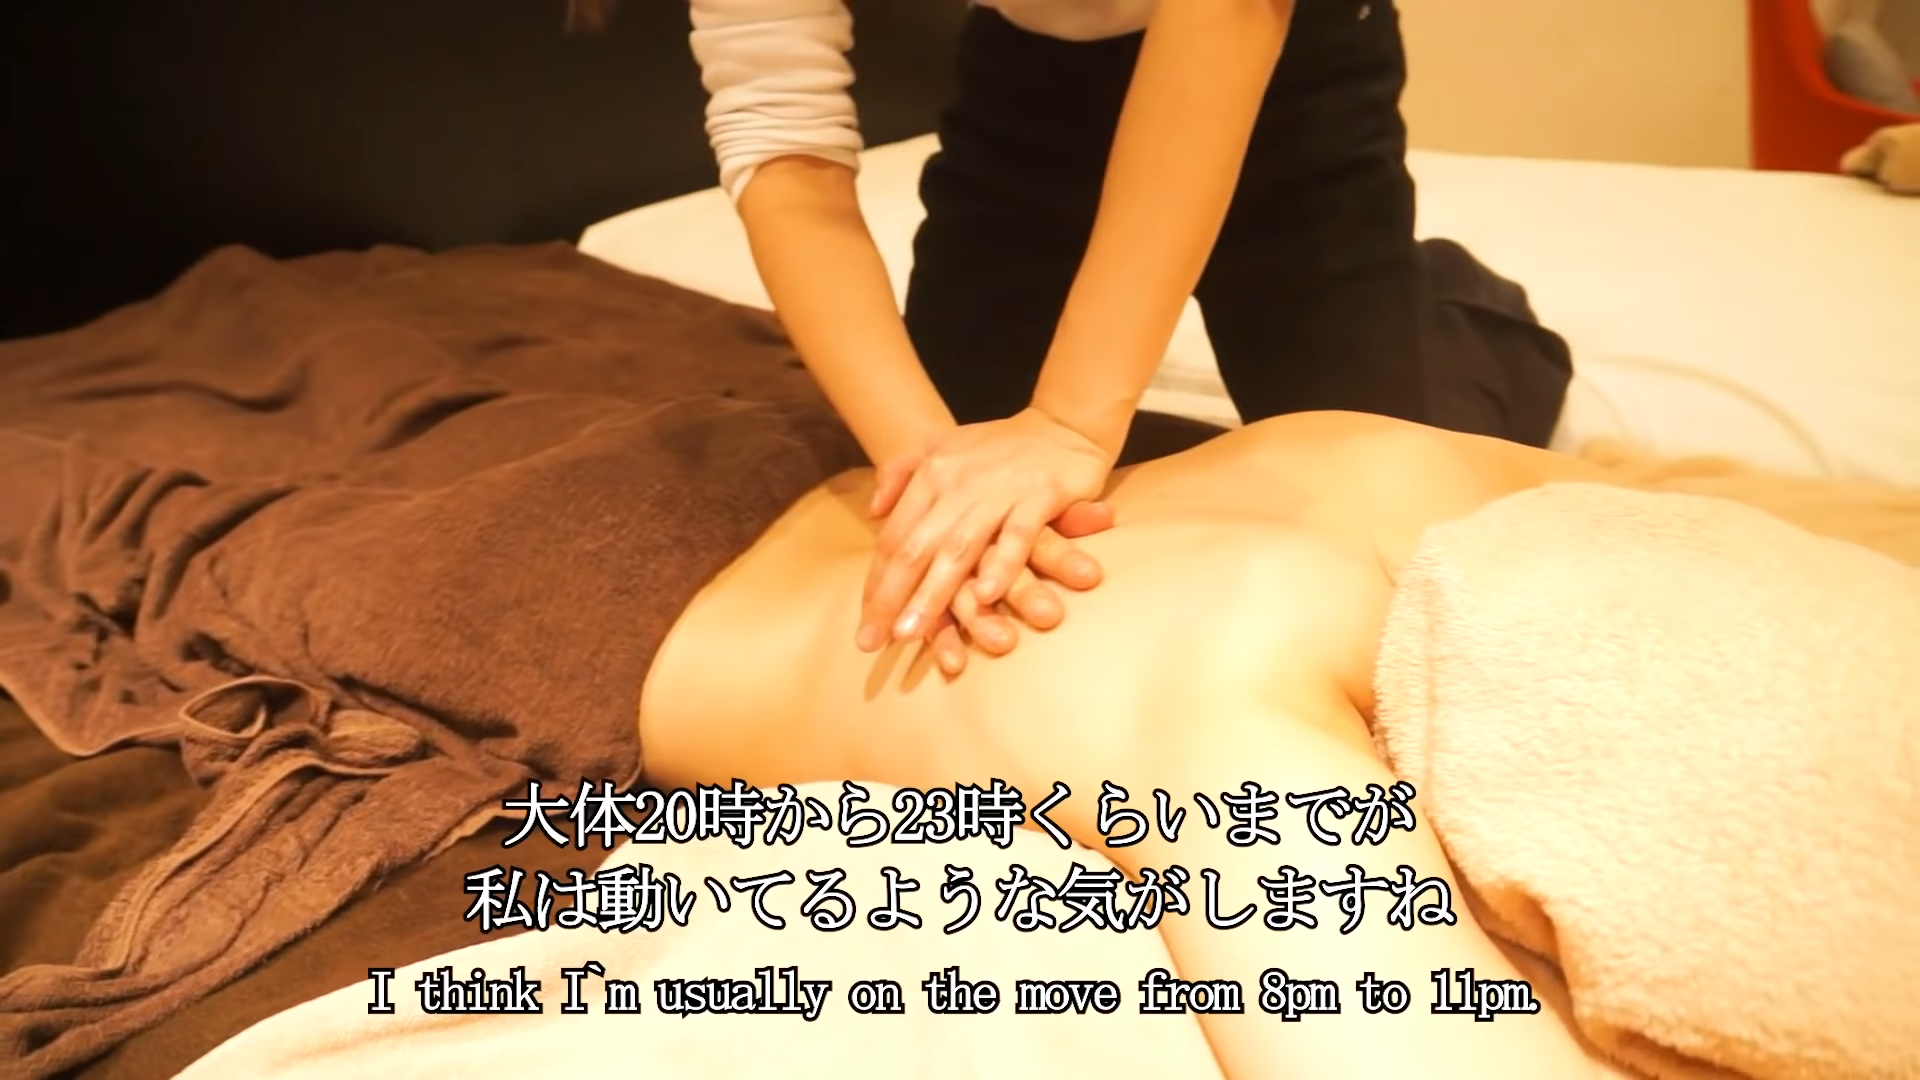 大体20時から23時くらいまでが
私は動いてるような気がしますね
I think I`m usually on the move from 8pm to 11pm.